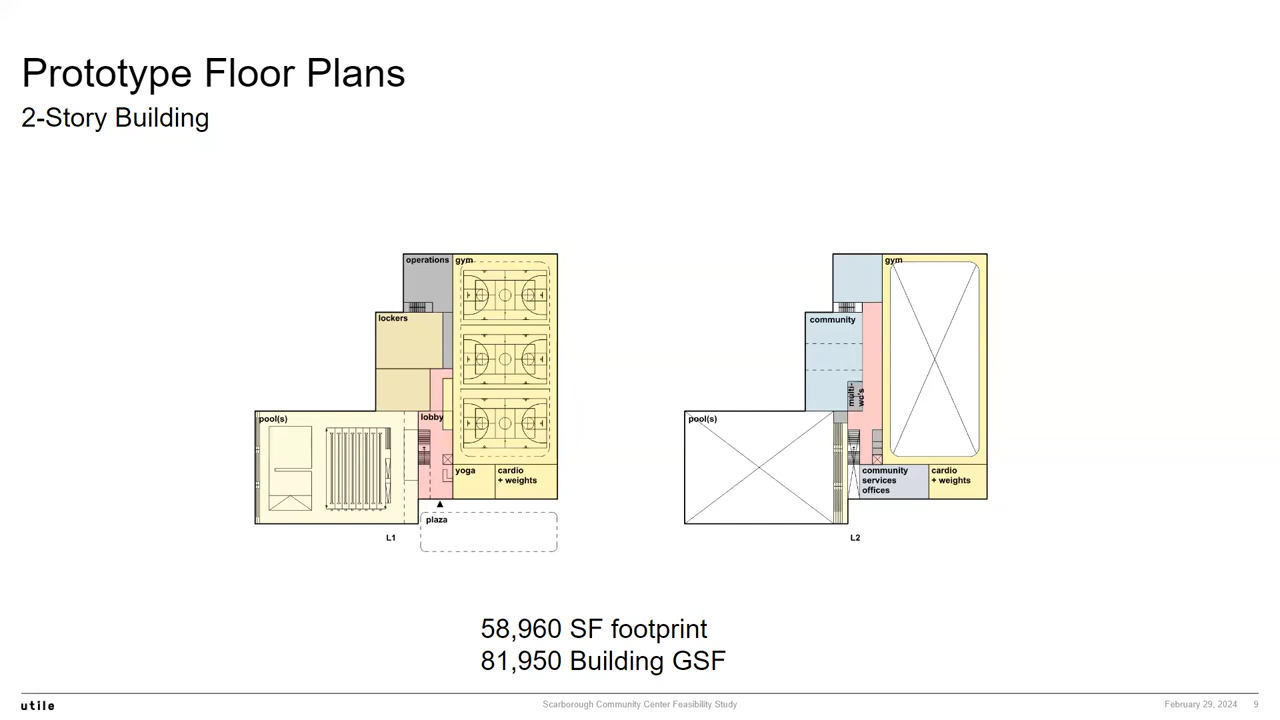 Prototype Floor Plans
2-Story Building
operations
gym
lockers
pool(s)
lobby
yoga
cardio
+ weights
plaza
L1
gym
community
multi-
wc's
pool(s)
community
services
offices
cardio
+ weights
L2
58,960 SF footprint
81,950 Building GSF
utile
Scarborough Community Center Feasibility Study
February 29, 2024
9